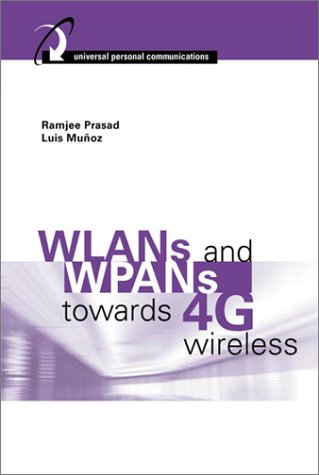 universal personal communications
Ramjee Prasad
Luis Muñoz
WLANs and
WPANs
towards 4G
wireless